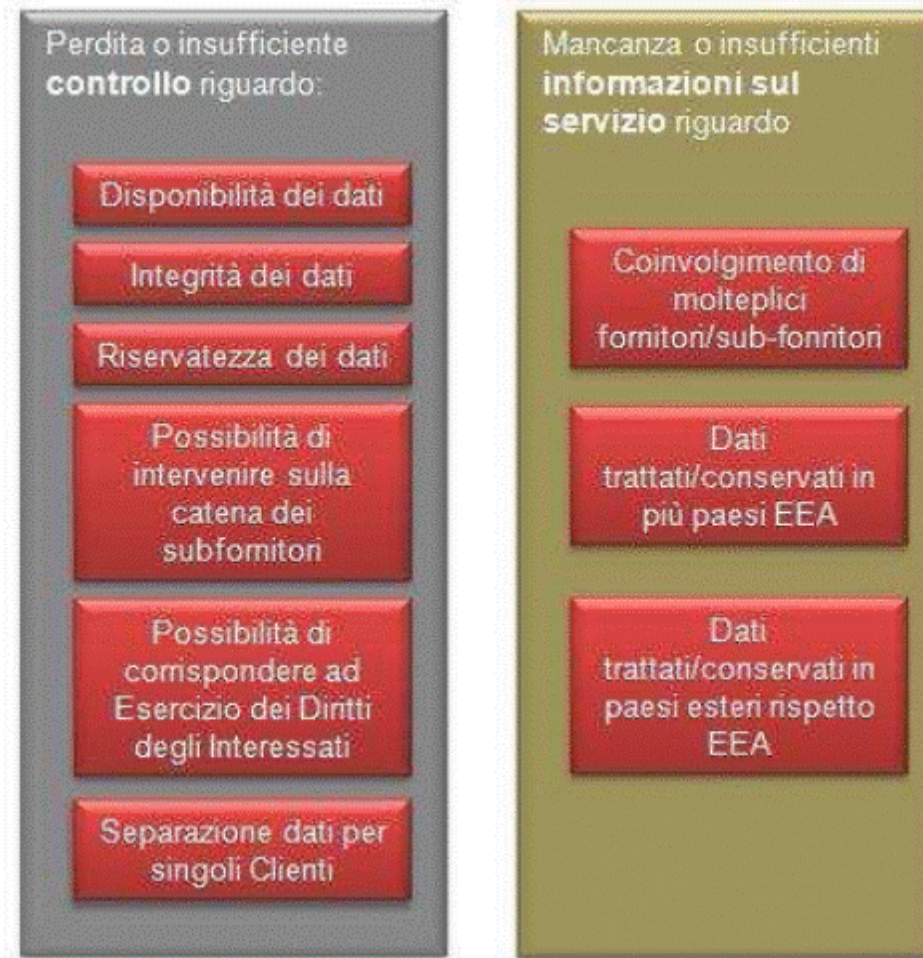 Perdita o insufficiente
controllo riguardo:
Disponibilità dei dati
Integrità dei dati
Riservatezza dei dati
Possibilità di
intervenire sulla
catena dei
subfornitori
Possibilità di
corrispondere ad
Esercizio dei Diritti
degli Interessati
Separazione dati per
singoli Clienti
Mancanza o insufficienti
informazioni sul
servizio riguardo
Coinvolgimento di
molteplici
fornitori/sub-fonritori
Dati
trattati/conservati in
più paesi EEA
Dati
trattati/conservati in
paesi esteri rispetto
EEA